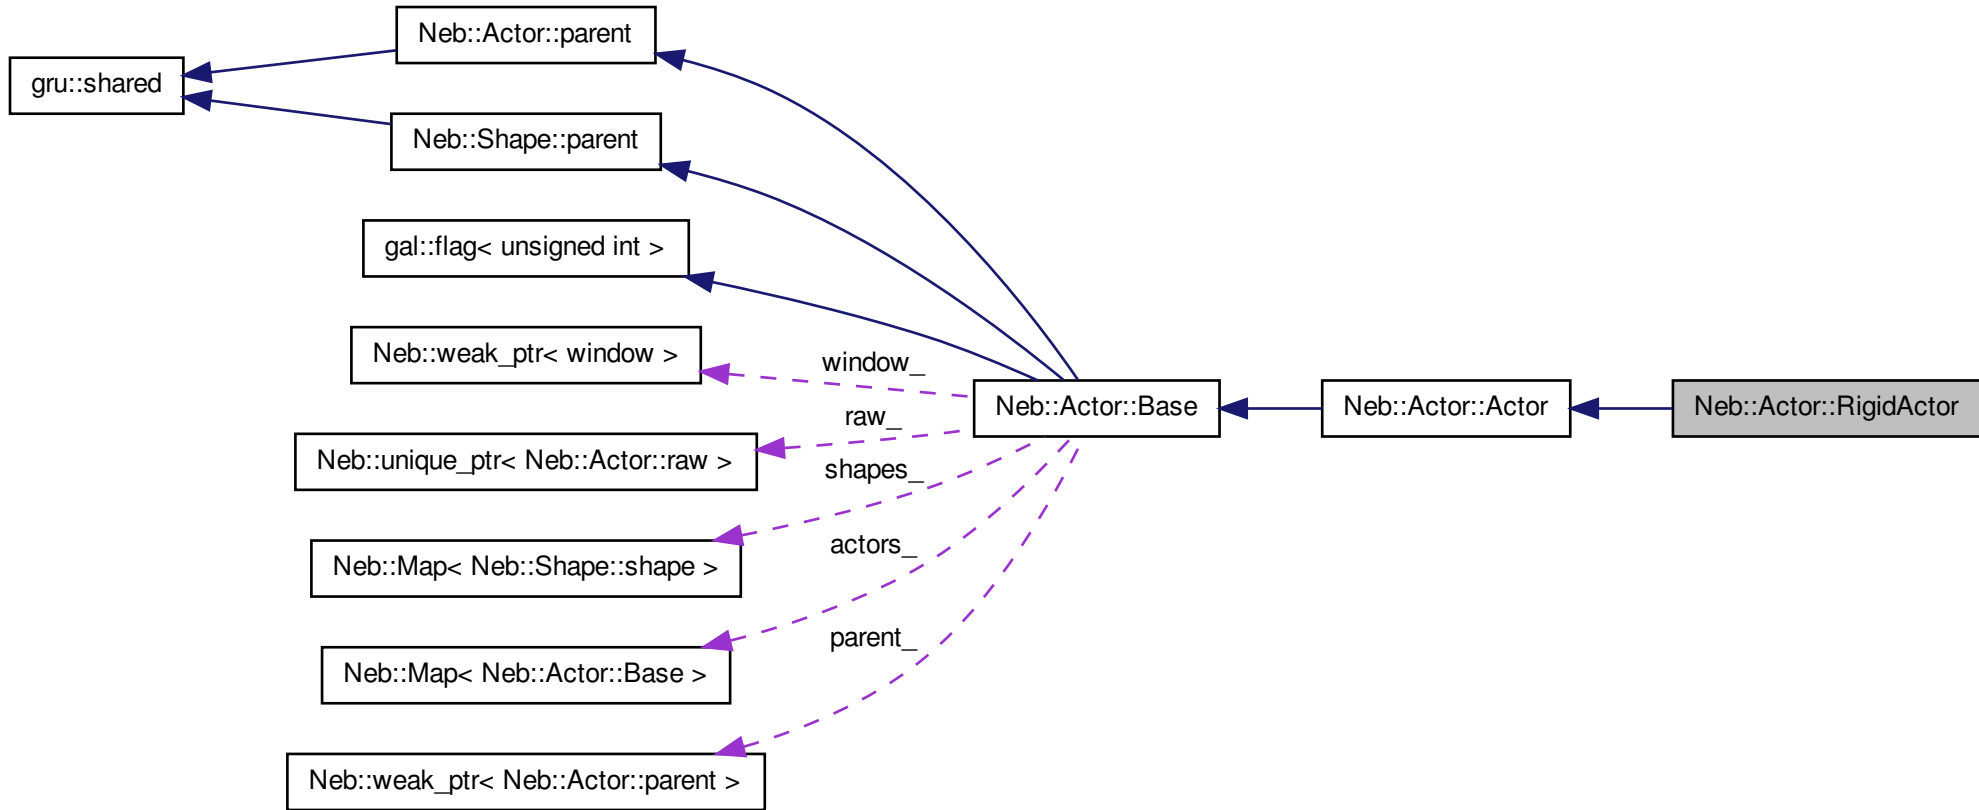 Neb::Actor::parent
gru::shared
Neb::Shape::parent
gal::flag< unsigned int >
Neb::weak_ptr< window >
window_
Neb::Actor::Base
Neb::Actor::Actor
Neb::Actor::RigidActor
raw_
Neb::unique_ptr< Neb::Actor::raw >
shapes_
Neb::Map< Neb::Shape::shape >
actors_
Neb::Map< Neb::Actor::Base >
parent_
Neb::weak_ptr< Neb::Actor::parent >